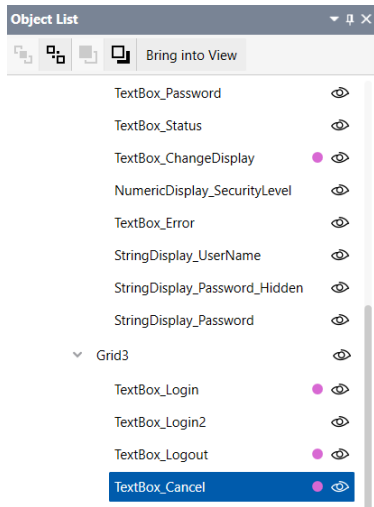 Object List
Bring into View
TextBox_Password
TextBox_Status
TextBox_ChangeDisplay
NumericDisplay_SecurityLevel
TextBox_Error
StringDisplay_UserName
StringDisplay_Password_Hidden
StringDisplay_Password
Grid3
TextBox_Login
TextBox_Login2
TextBox_Logout
TextBox_Cancel